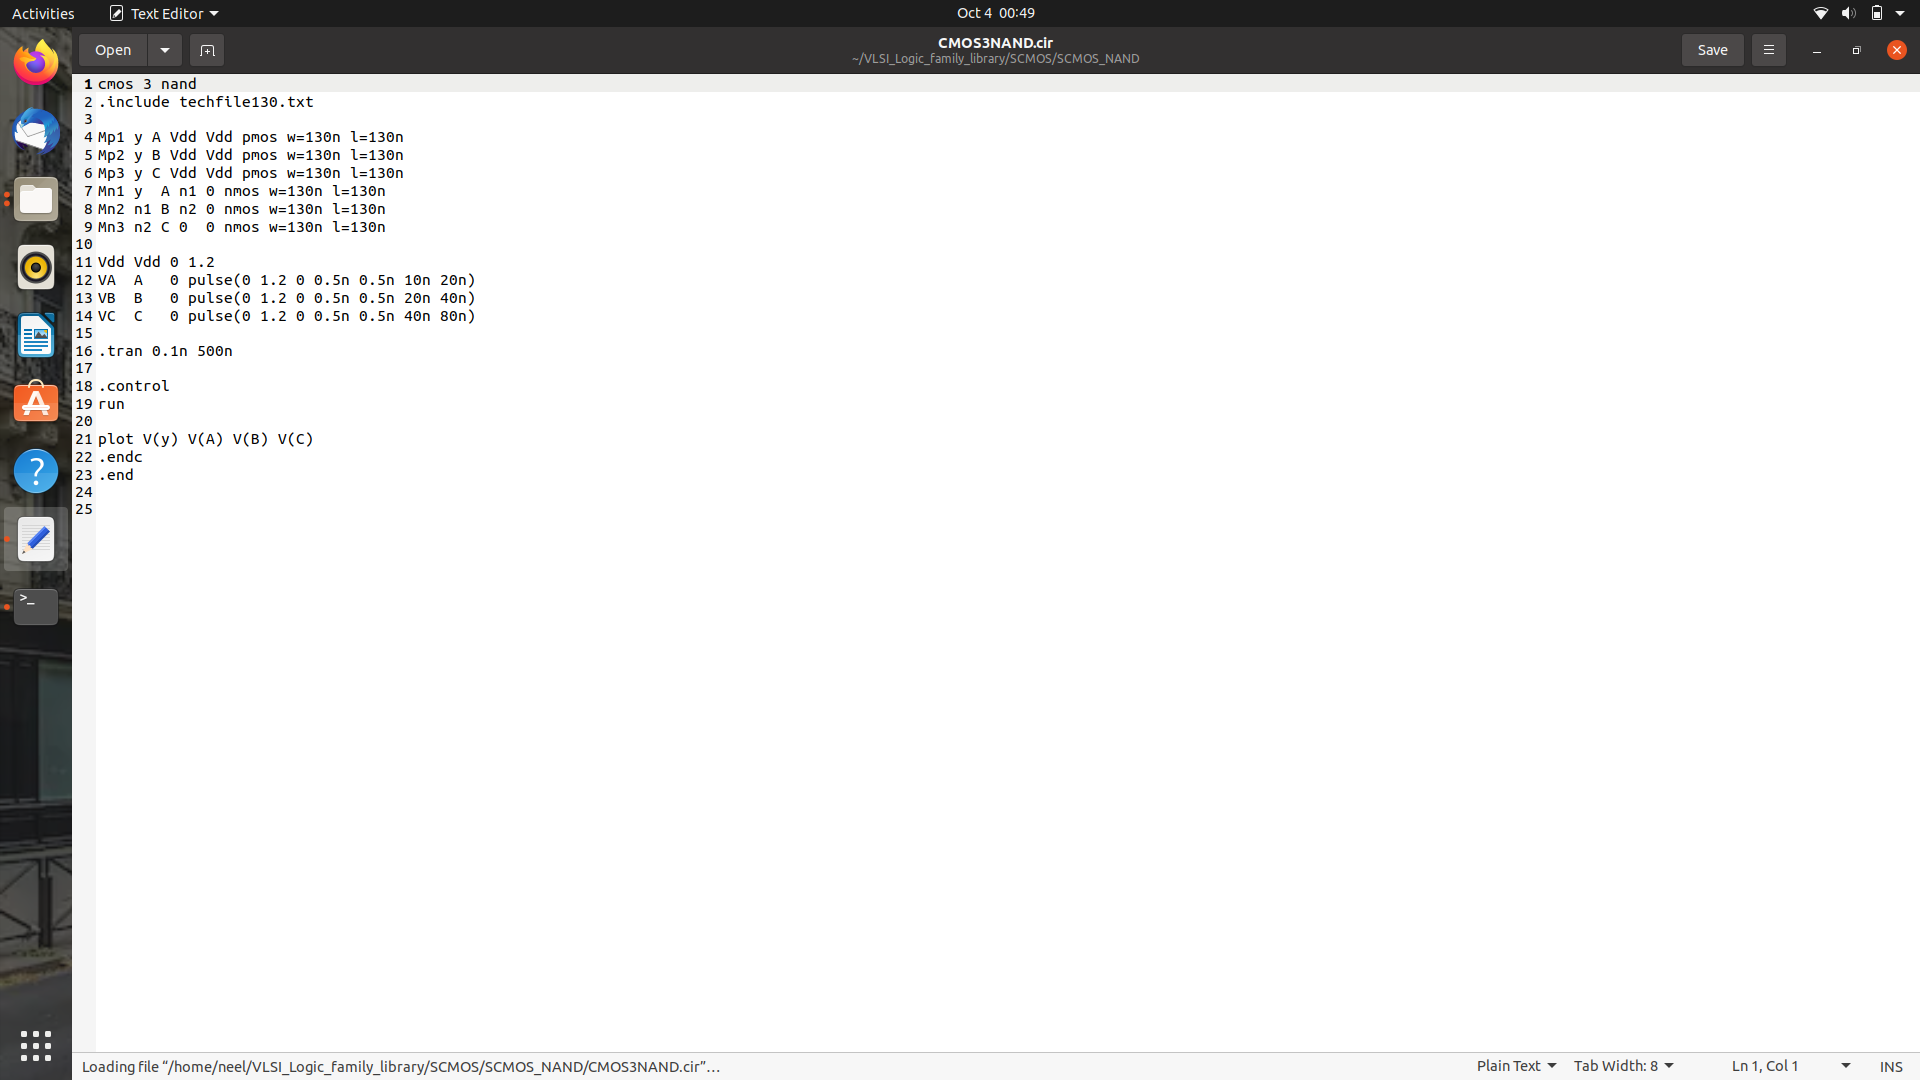 Activities
Text Editor
Oct 4 00:49
Open
CMOS3NAND.cir
~/VLSI_Logic_family_library/SCMOS/SCMOS_NAND
Save
1 cmos 3 nand
2 .include techfile130.txt
3
4 Mp1 y A Vdd Vdd pmos w=130n l=130n
5 Mp2 y B Vdd Vdd pmos w=130n l=130n
6 Mp3 y C Vdd Vdd pmos w=130n l=130n
7 Mn1 y  A n1 0 nmos w=130n l=130n
8 Mn2 n1 B n2 0 nmos w=130n l=130n
9 Mn3 n2 C 0  0 nmos w=130n l=130n
10
11 Vdd Vdd 0 1.2
12 VA  A   0 pulse(0 1.2 0 0.5n 0.5n 10n 20n)
13 VB  B   0 pulse(0 1.2 0 0.5n 0.5n 20n 40n)
14 VC  C   0 pulse(0 1.2 0 0.5n 0.5n 40n 80n)
15
16 .tran 0.1n 500n
17
18 .control
19 run
20
21 plot V(y) V(A) V(B) V(C)
22 .endc
23 .end
24
25
Loading file “/home/neel/VLSI_Logic_family_library/SCMOS/SCMOS_NAND/CMOS3NAND.cir”…
Plain Text
Tab Width: 8
Ln 1, Col 1
INS